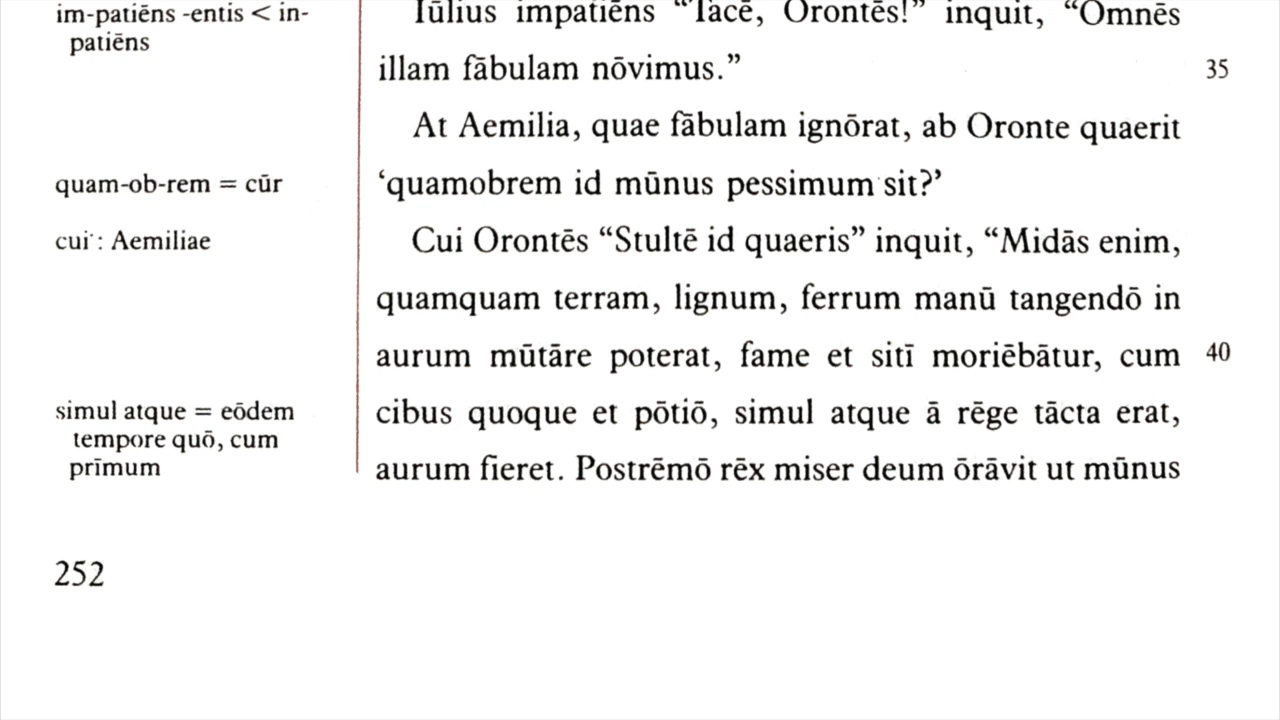 im-patiēns -entis < in-
patiēns
Iūlius impatiēns “Tacē, Orontēs!” inquit, “Omnēs
illam fābulam nōvimus.”
35
At Aemilia, quae fābulam ignōrat, ab Oronte quaerit
quam-ob-rem = cūr
‘quamobrem id mūnus pessimum sit?’
cui : Aemiliae
Cui Orontēs “Stultē id quaeris” inquit, “Midās enim,
quamquam terram, lignum, ferrum manū tangendō in
aurum mūtāre poterat, fame et sitī moriēbātur, cum
40
simul atque = eōdem
tempore quō, cum
prīmum
cibus quoque et pōtiō, simul atque ā rēge tācta erat,
aurum fieret. Postrēmō rēx miser deum ōrāvit ut mūnus
252